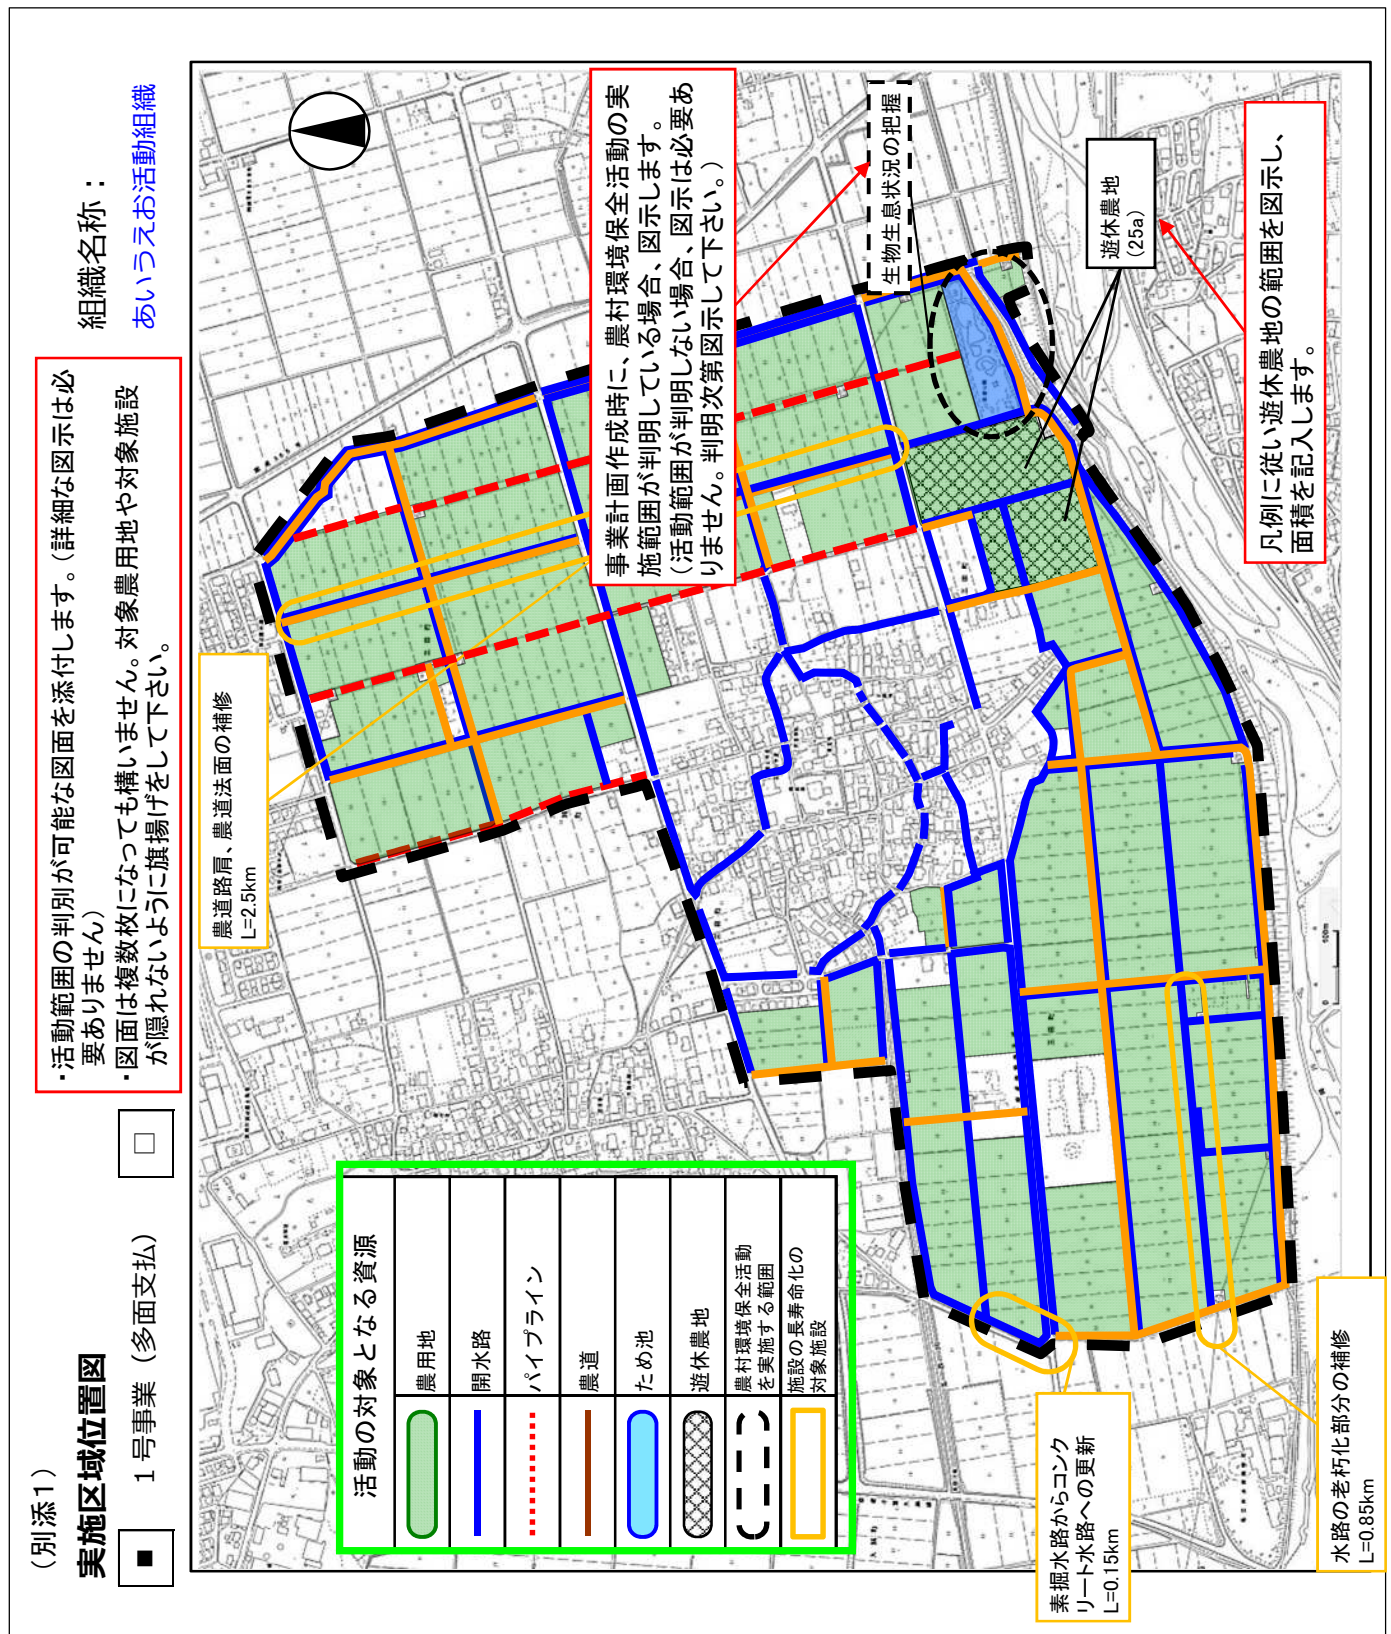 （別添１）
実施区域位置図
■ １号事業（多面支払） □
・活動範囲の判別が可能な図面を添付します。（詳細な図示は必
要ありません）
・図面は複数枚になっても構いません。対象農用地や対象施設
が隠れないように旗揚げをして下さい。
組織名称：
あいうえお活動組織
農道路肩、農道法面の補修
L=2.5km
事業計画作成時に、農村環境保全活動の実
施範囲が判明している場合、図示します。
（活動範囲が判明しない場合、図示は必要あ
りません。判明次第図示して下さい。）
生物生息状況の把握
遊休農地
（25a）
凡例に従い遊休農地の範囲を図示し、
面積を記入します。
活動の対象となる資源
農用地
開水路
パイプライン
農道
ため池
遊休農地
農村環境保全活動
を実施する範囲
施設の長寿命化の
対象施設
素掘水路からコンク
リート水路への更新
L=0.15km
水路の老朽化部分の補修
L=0.85km
0 100m